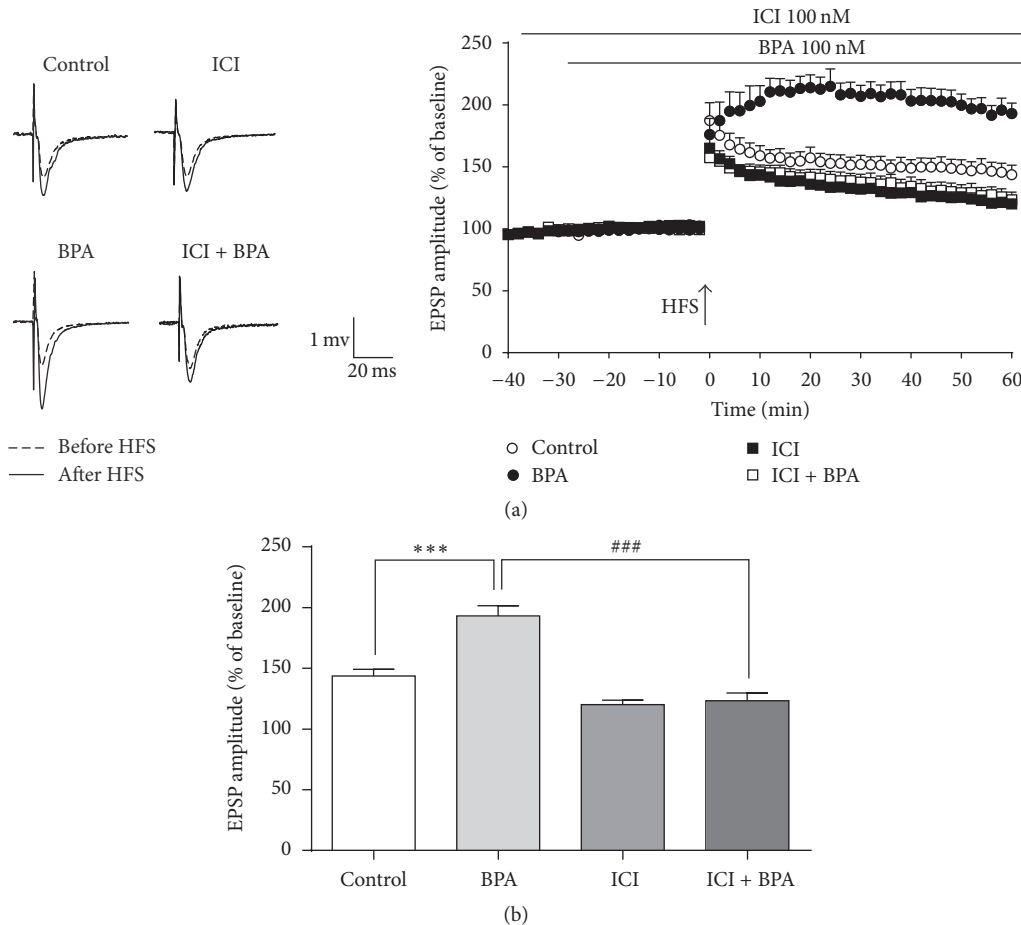 Control
ICI
BPA
ICI + BPA
1 mv
20 ms
Before HFS
After HFS
ICI 100 nM
BPA 100 nM
EPSP amplitude (% of baseline)
250
200
150
100
50
0
HFS
−40 −30 −20 −10 0 10 20 30 40 50 60
Time (min)
Control
BPA
ICI
ICI + BPA
(a)
EPSP amplitude (% of baseline)
250
200
150
100
50
0
***
###
Control BPA ICI ICI + BPA
(b)